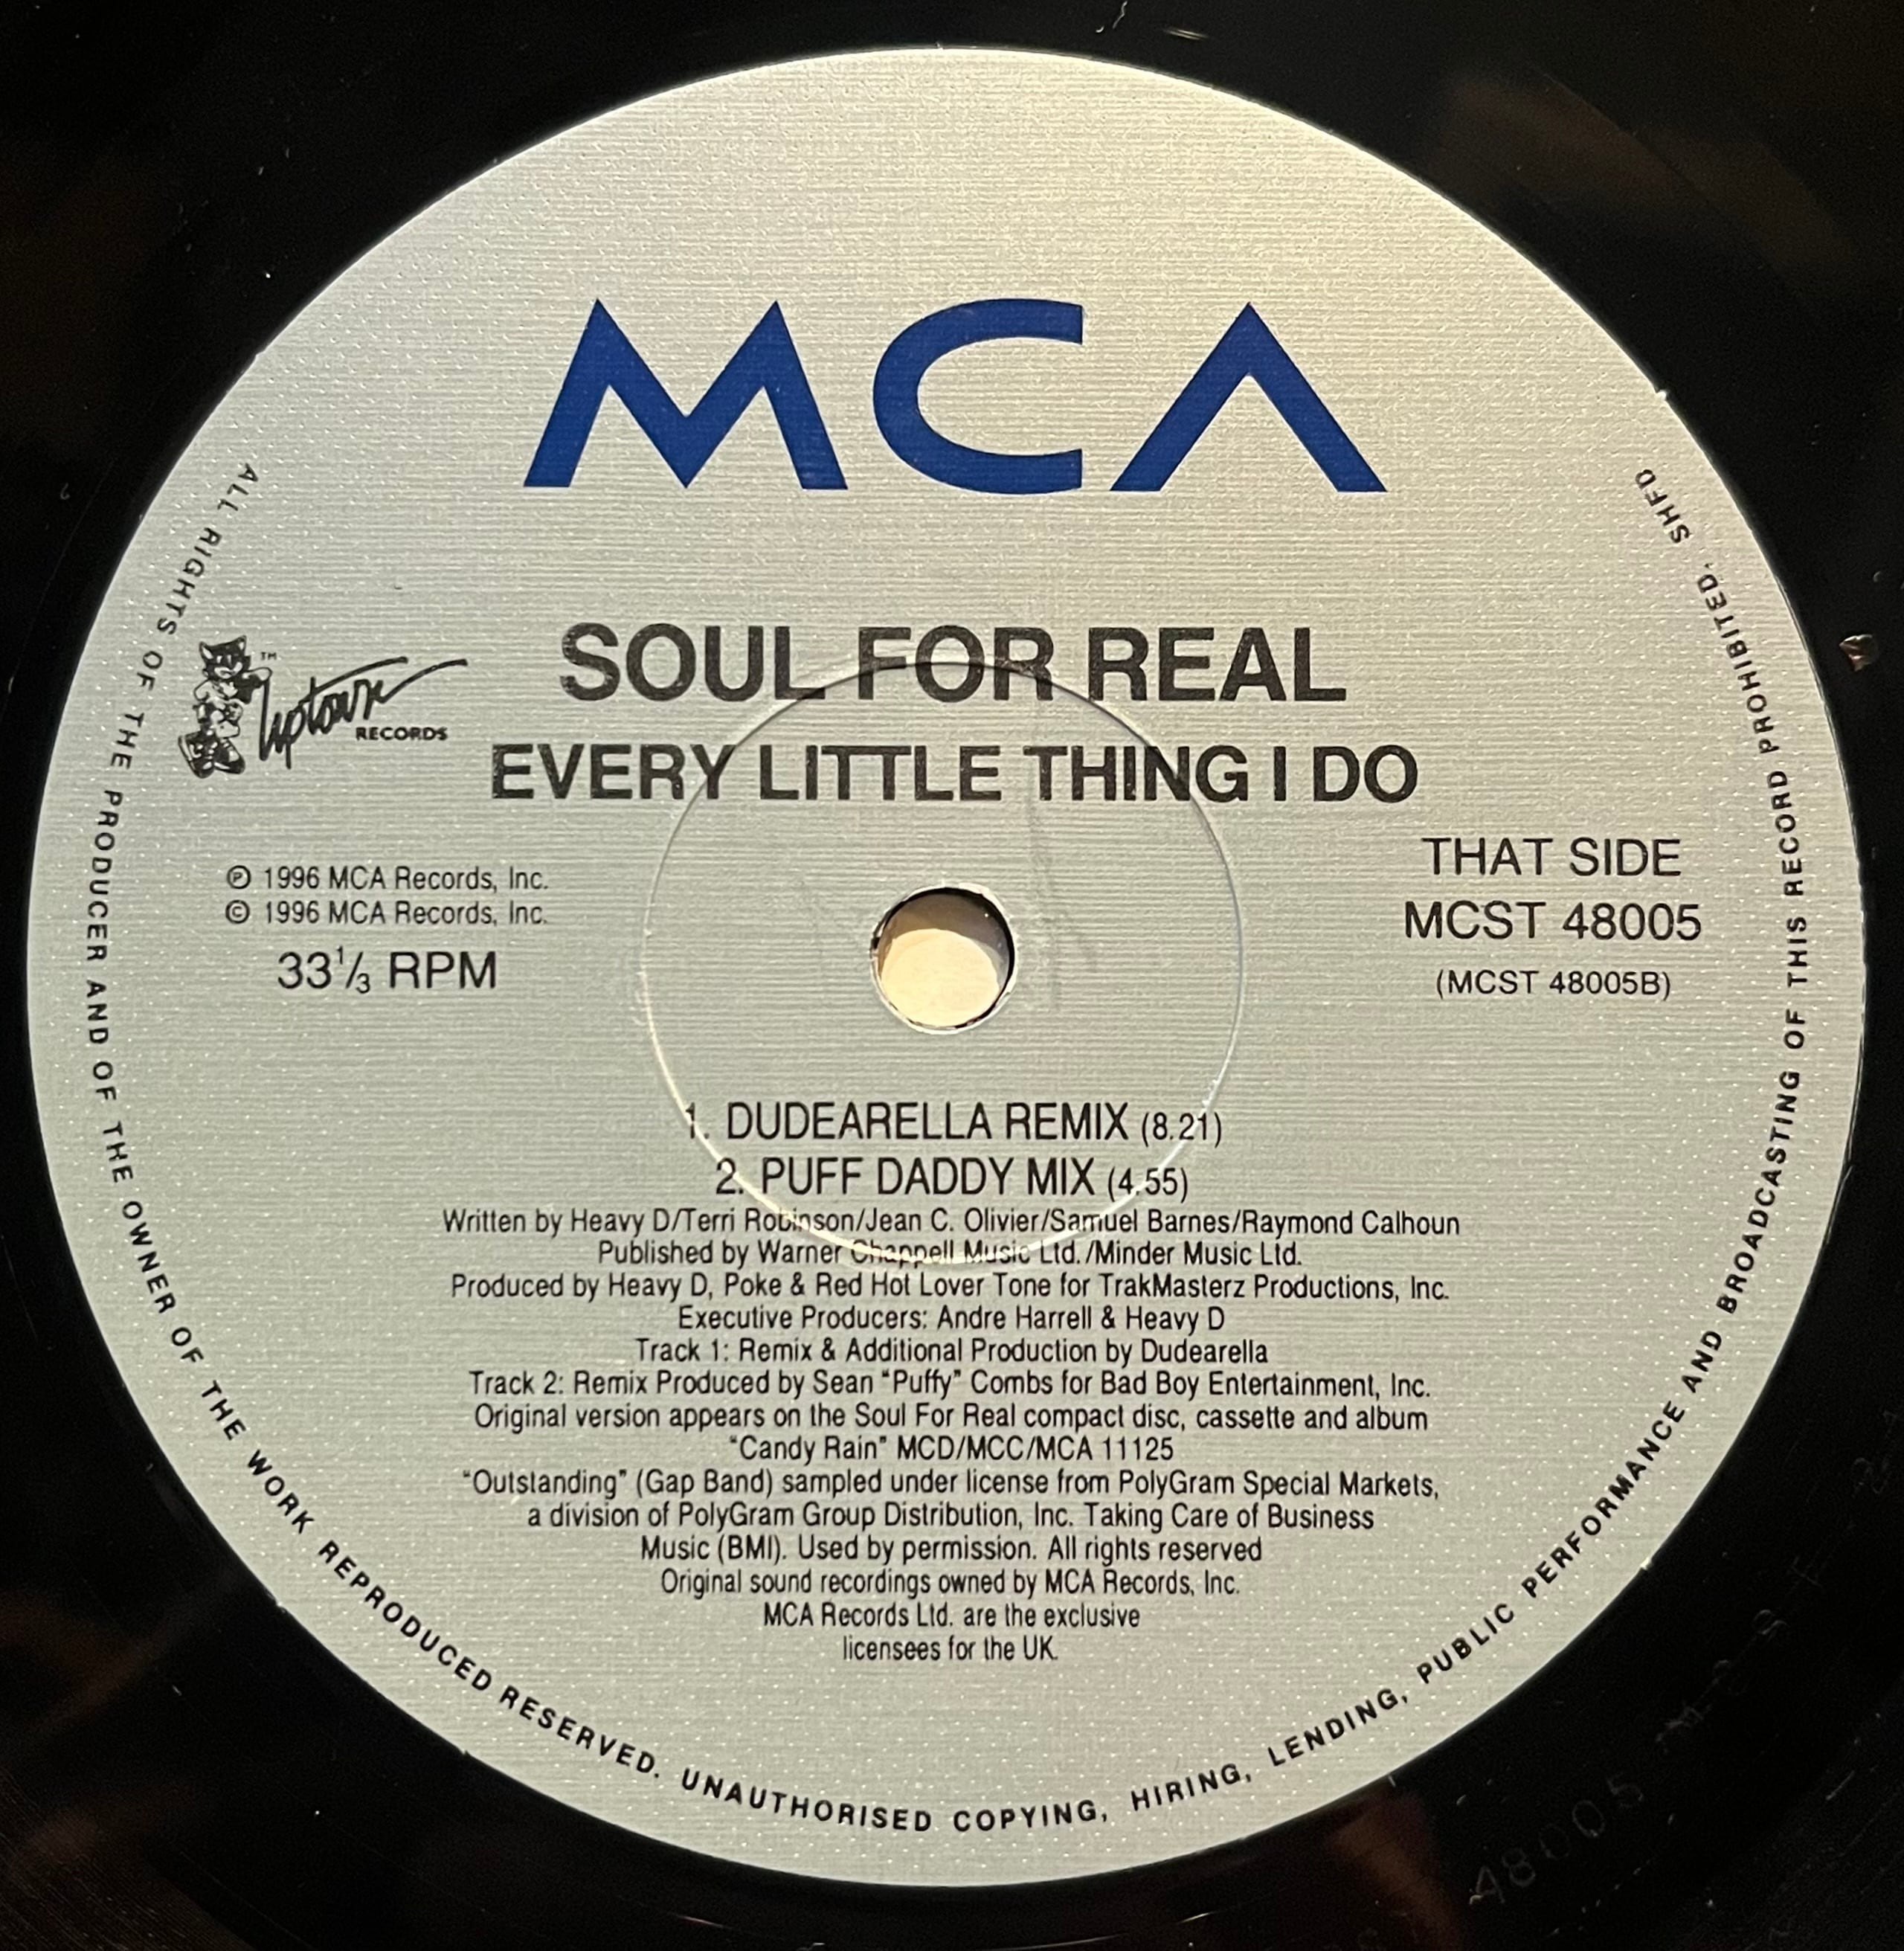 MCA
SOUL FOR REAL
EVERY LITTLE THING I DO
TM
Uptown
RECORDS
℗ 1996 MCA Records, Inc.
© 1996 MCA Records, Inc.
33⅓ RPM
THAT SIDE
MCST 48005
(MCST 48005B)
1. DUDEARELLA REMIX (8.21)
2. PUFF DADDY MIX (4.55)
Written by Heavy D/Terri Robinson/Jean C. Olivier/Samuel Barnes/Raymond Calhoun
Published by Warner Chappell Music Ltd./Minder Music Ltd.
Produced by Heavy D, Poke & Red Hot Lover Tone for TrakMasterz Productions, Inc.
Executive Producers: Andre Harrell & Heavy D
Track 1: Remix & Additional Production by Dudearella
Track 2: Remix Produced by Sean “Puffy” Combs for Bad Boy Entertainment, Inc.
Original version appears on the Soul For Real compact disc, cassette and album
“Candy Rain” MCD/MCC/MCA 11125
“Outstanding” (Gap Band) sampled under license from PolyGram Special Markets,
a division of PolyGram Group Distribution, Inc. Taking Care of Business
Music (BMI). Used by permission. All rights reserved
Original sound recordings owned by MCA Records, Inc.
MCA Records Ltd. are the exclusive
licensees for the UK.
ALL RIGHTS OF THE PRODUCER AND OF THE OWNER OF THE WORK REPRODUCED RESERVED. UNAUTHORISED COPYING, HIRING, LENDING, PUBLIC PERFORMANCE AND BROADCASTING OF THIS RECORD PROHIBITED. SHFD
48005